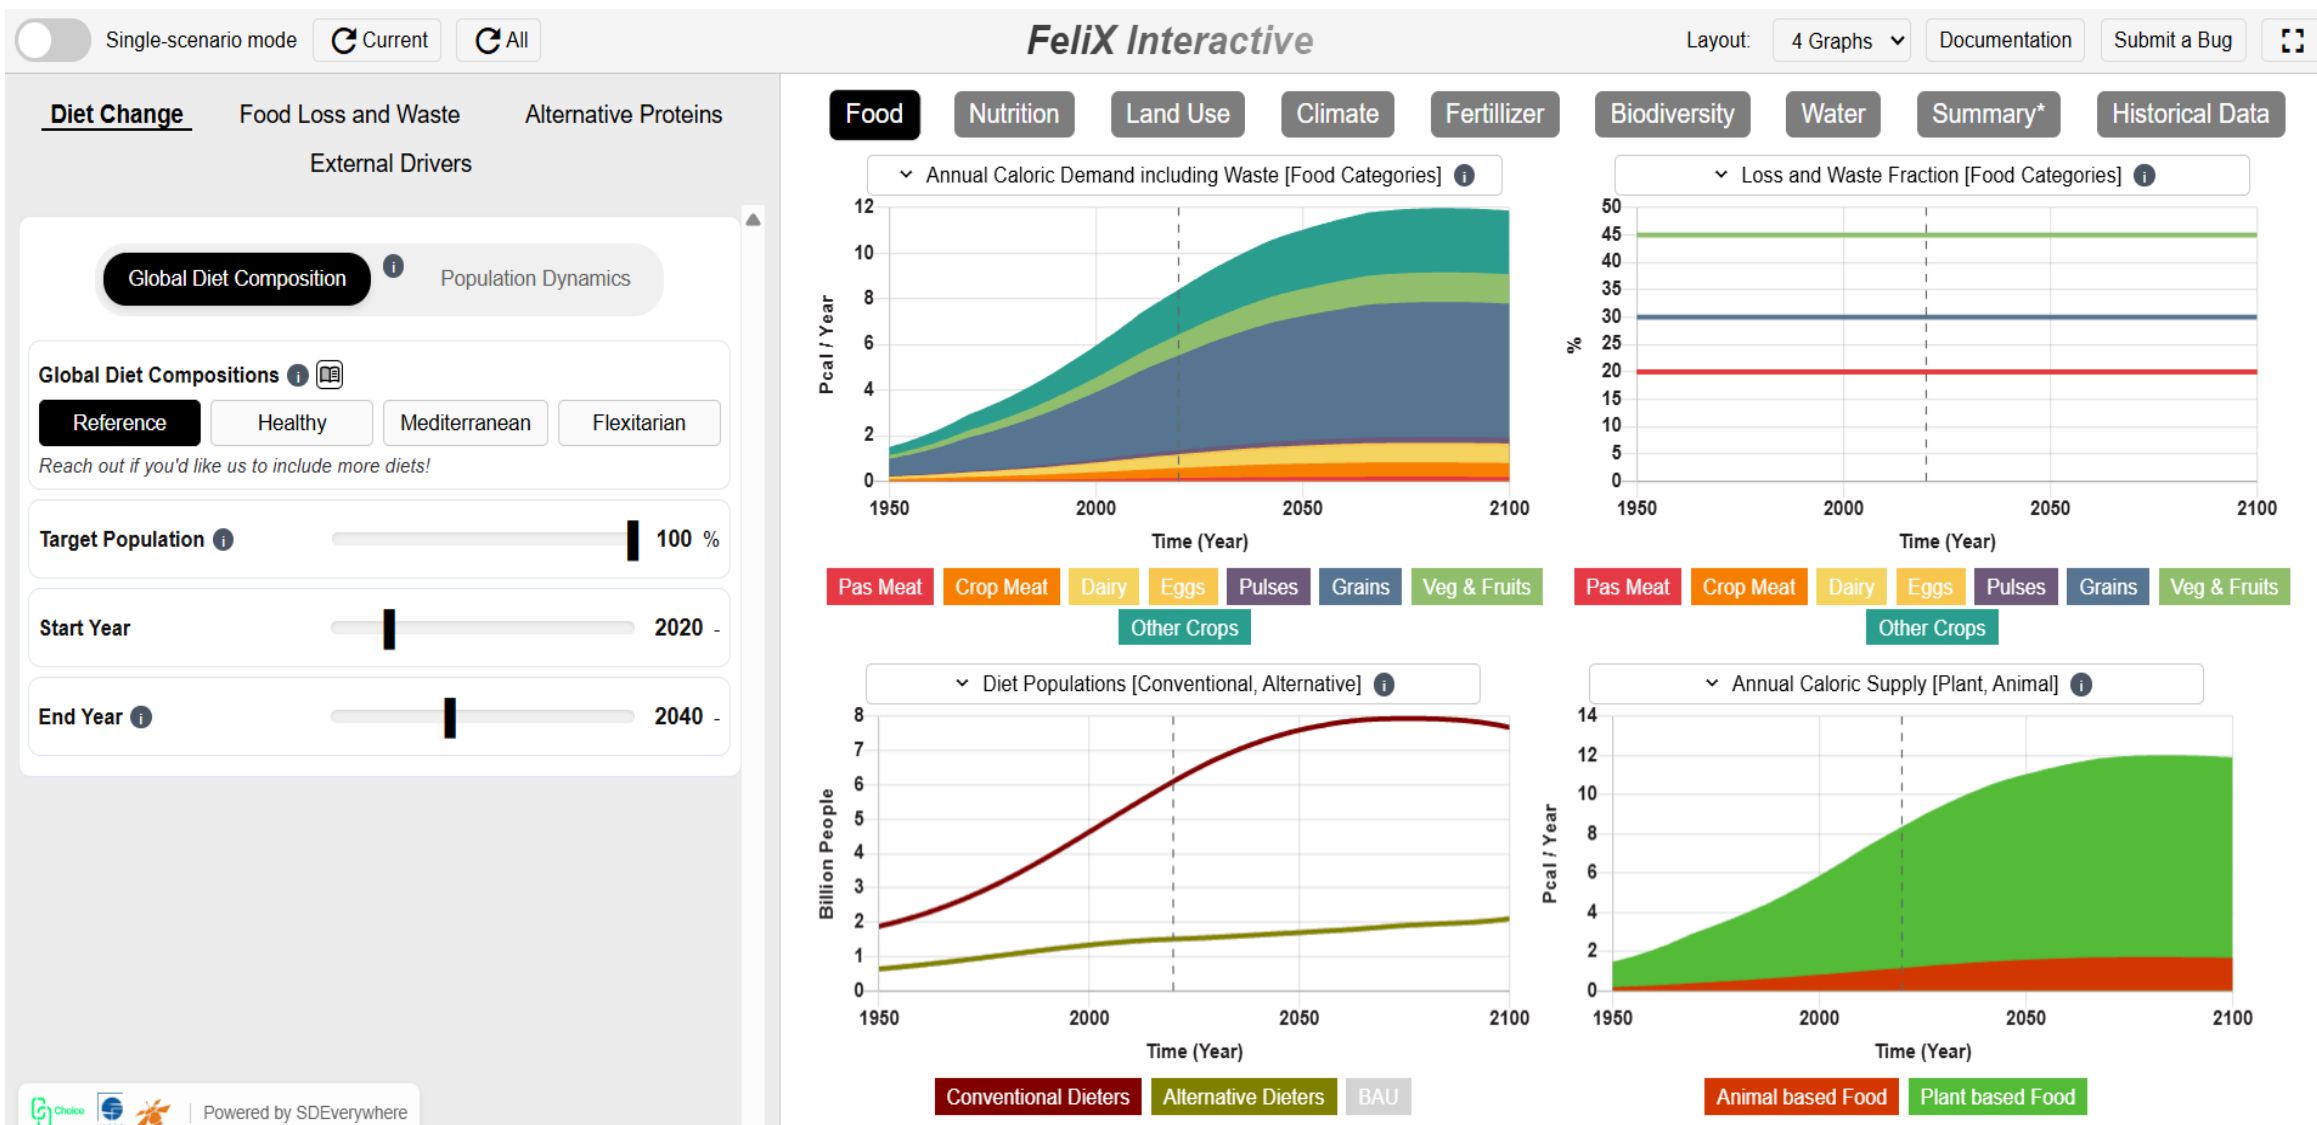 Single-scenario mode
Current
All
FeliX Interactive
Layout:
4 Graphs
Documentation
Submit a Bug
Diet Change
Food Loss and Waste
Alternative Proteins
External Drivers
Global Diet Composition
i
Population Dynamics
Global Diet Compositions i
Reference
Healthy
Mediterranean
Flexitarian
Reach out if you'd like us to include more diets!
Target Population i
100 %
Start Year
2020 -
End Year i
2040 -
Choice
Powered by SDEverywhere
Food
Nutrition
Land Use
Climate
Fertillizer
Biodiversity
Water
Summary*
Historical Data
Annual Caloric Demand including Waste [Food Categories] i
12
10
8
6
4
2
0
Pcal / Year
1950
2000
2050
2100
Time (Year)
Pas Meat
Crop Meat
Dairy
Eggs
Pulses
Grains
Veg & Fruits
Other Crops
Loss and Waste Fraction [Food Categories] i
50
45
40
35
30
25
20
15
10
5
0
%
1950
2000
2050
2100
Time (Year)
Pas Meat
Crop Meat
Dairy
Eggs
Pulses
Grains
Veg & Fruits
Other Crops
Diet Populations [Conventional, Alternative] i
8
7
6
5
4
3
2
1
0
Billion People
1950
2000
2050
2100
Time (Year)
Conventional Dieters
Alternative Dieters
BAU
Annual Caloric Supply [Plant, Animal] i
14
12
10
8
6
4
2
0
Pcal / Year
1950
2000
2050
2100
Time (Year)
Animal based Food
Plant based Food